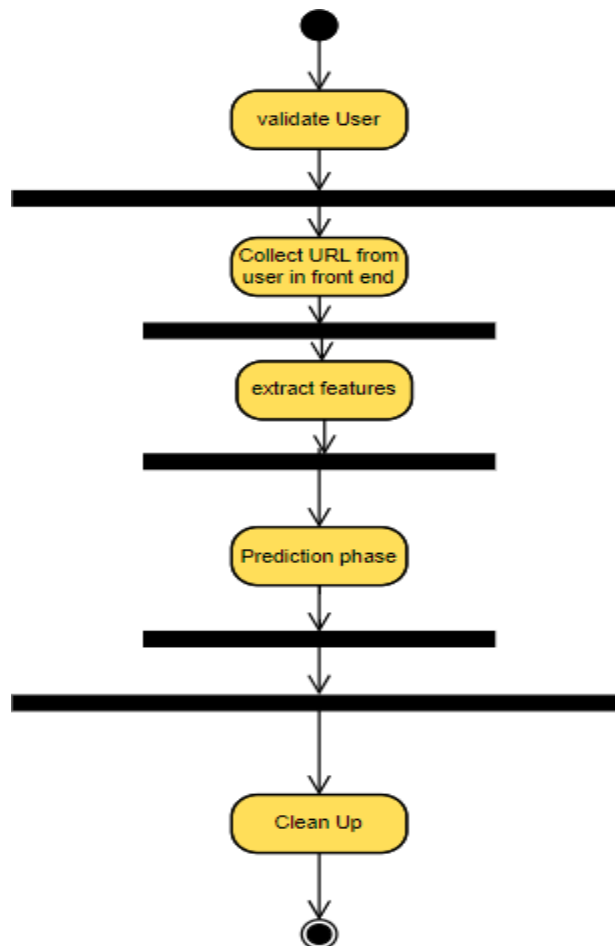 validate User
Collect URL from
user in front end
extract features
Prediction phase
Clean Up